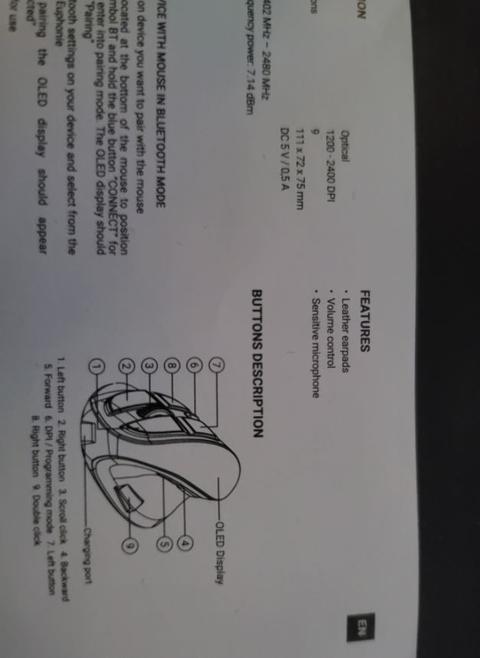 EN
ION
Optical
1200 - 2400 DPI
ons 9
111 x 72 x 75 mm
DC 5 V / 0,5 A
402 MHz – 2480 MHz
quency power: 7.14 dBm
ICE WITH MOUSE IN BLUETOOTH MODE
on device you want to pair with the mouse
ocated at the bottom of the mouse to position
mbol BT and hold the blue button "CONNECT" for
enter into pairing mode. The OLED display should
"Pairing"
tooth settings on your device and select from the
Euphonie
pairing the OLED display should appear
cted"
for use
FEATURES
• Leather earpads
• Volume control
• Sensitive microphone
BUTTONS DESCRIPTION
7
6
8
3
2
1
OLED Display
4
5
9
Charging port
1. Left button 2. Right button 3. Scroll click 4. Backward
5. Forward 6. DPI / Programming mode 7. Left button
8. Right button 9. Double click